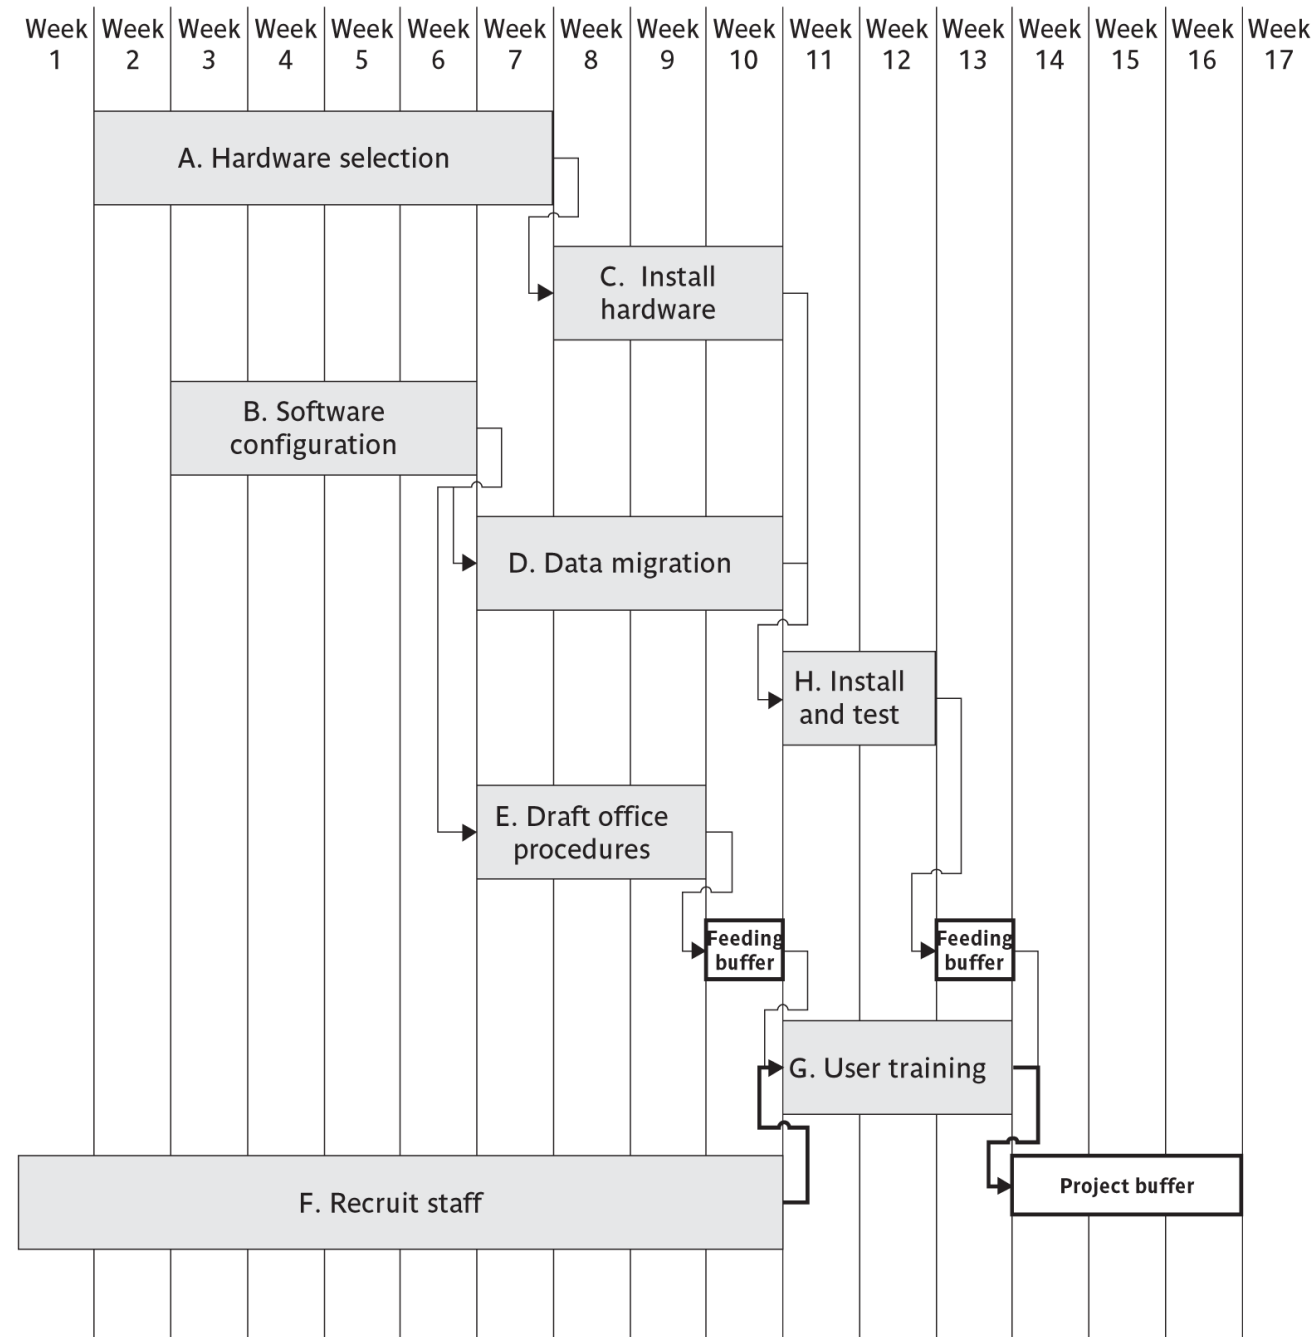 Week Week Week Week Week Week Week Week Week Week Week Week Week Week Week Week Week
1 2 3 4 5 6 7 8 9 10 11 12 13 14 15 16 17
A. Hardware selection
C. Install
hardware
B. Software
configuration
D. Data migration
H. Install
and test
E. Draft office
procedures
Feeding
buffer
Feeding
buffer
G. User training
Project buffer
F. Recruit staff